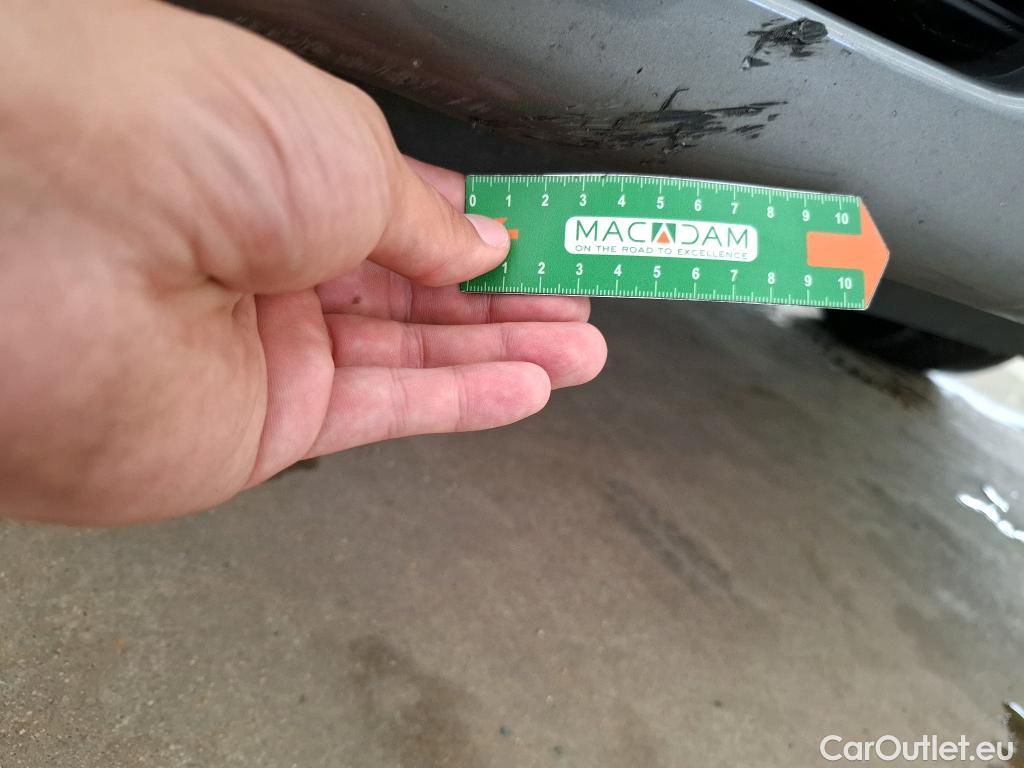 0 1 2 3 4 5 6 7 8 9 10
MACADAM
ON THE ROAD TO EXCELLENCE
1 2 3 4 5 6 7 8 9 10
CarOutlet.eu